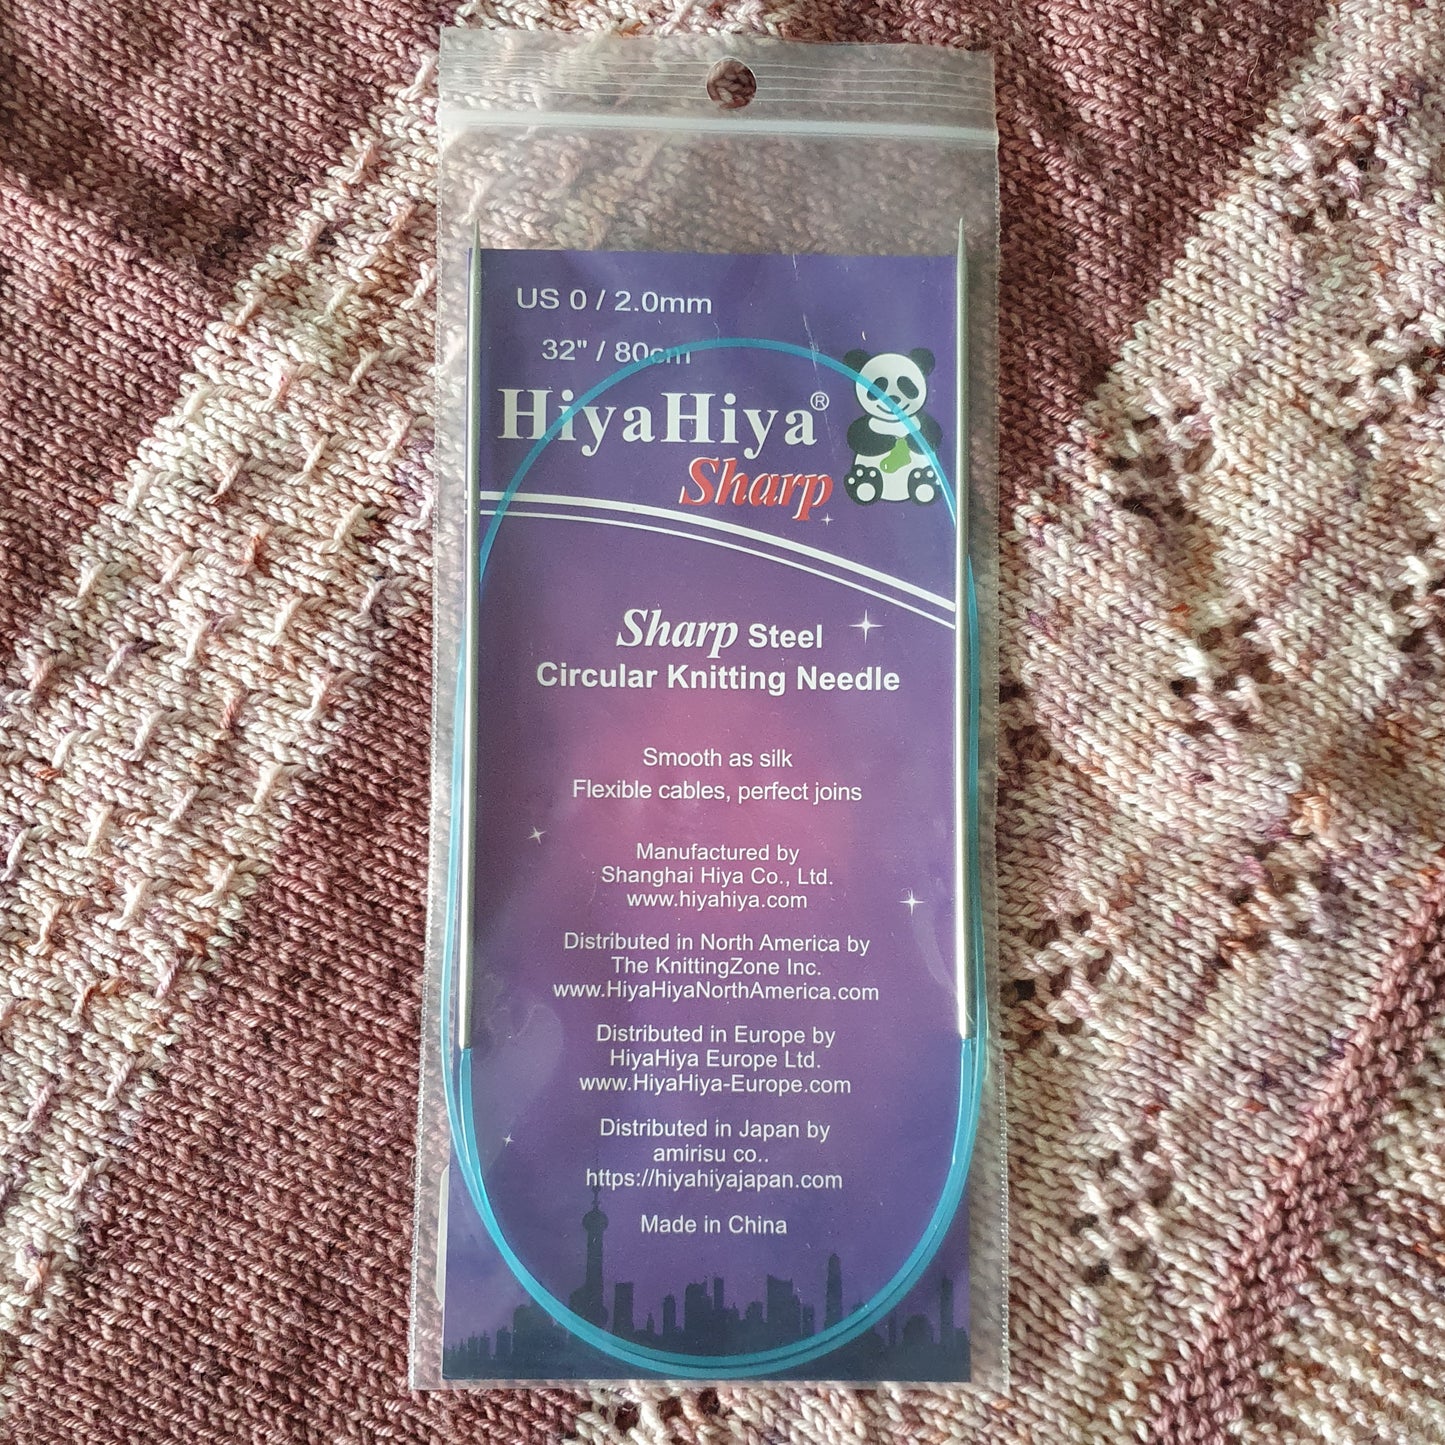 US 0 / 2.0mm
32" / 80cm
HiyaHiya®
Sharp
Sharp Steel
Circular Knitting Needle
Smooth as silk
Flexible cables, perfect joins
Manufactured by
Shanghai Hiya Co., Ltd.
www.hiyahiya.com
Distributed in North America by
The KnittingZone Inc.
www.HiyaHiyaNorthAmerica.com
Distributed in Europe by
HiyaHiya Europe Ltd.
www.HiyaHiya-Europe.com
Distributed in Japan by
amirisu co..
https://hiyahiyajapan.com
Made in China